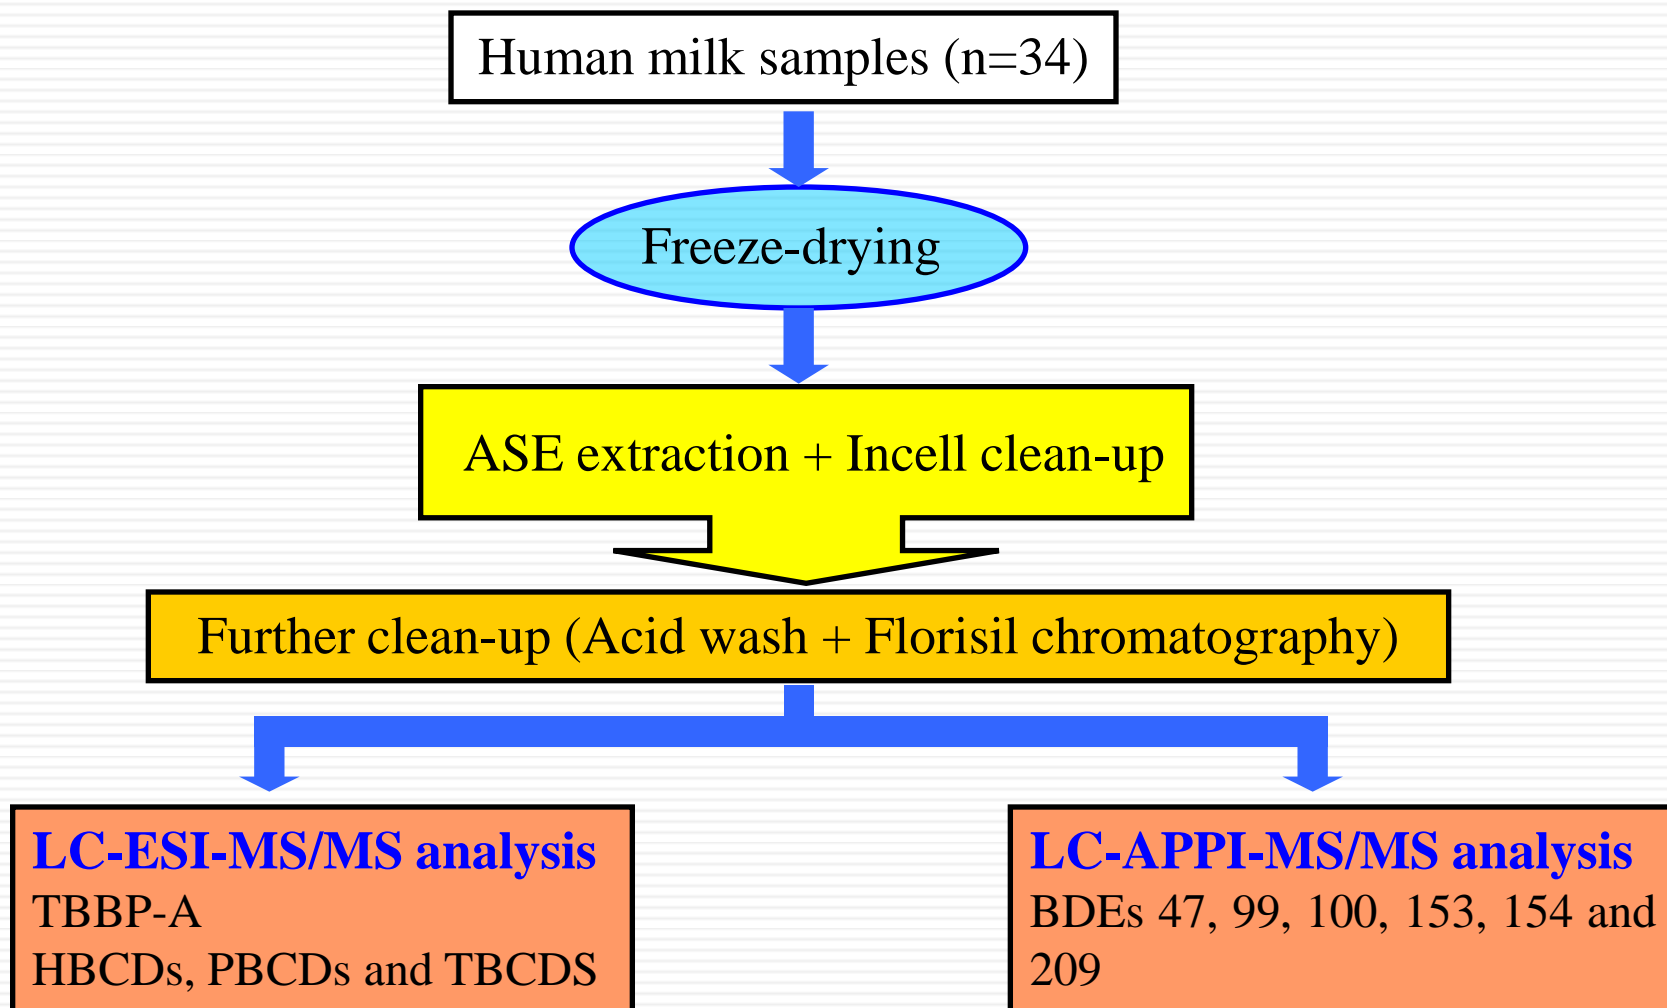 Human milk samples (n=34)
Freeze-drying
ASE extraction + Incell clean-up
Further clean-up (Acid wash + Florisil chromatography)
LC-ESI-MS/MS analysis
TBBP-A
HBCDs, PBCDs and TBCDS
LC-APPI-MS/MS analysis
BDEs 47, 99, 100, 153, 154 and
209